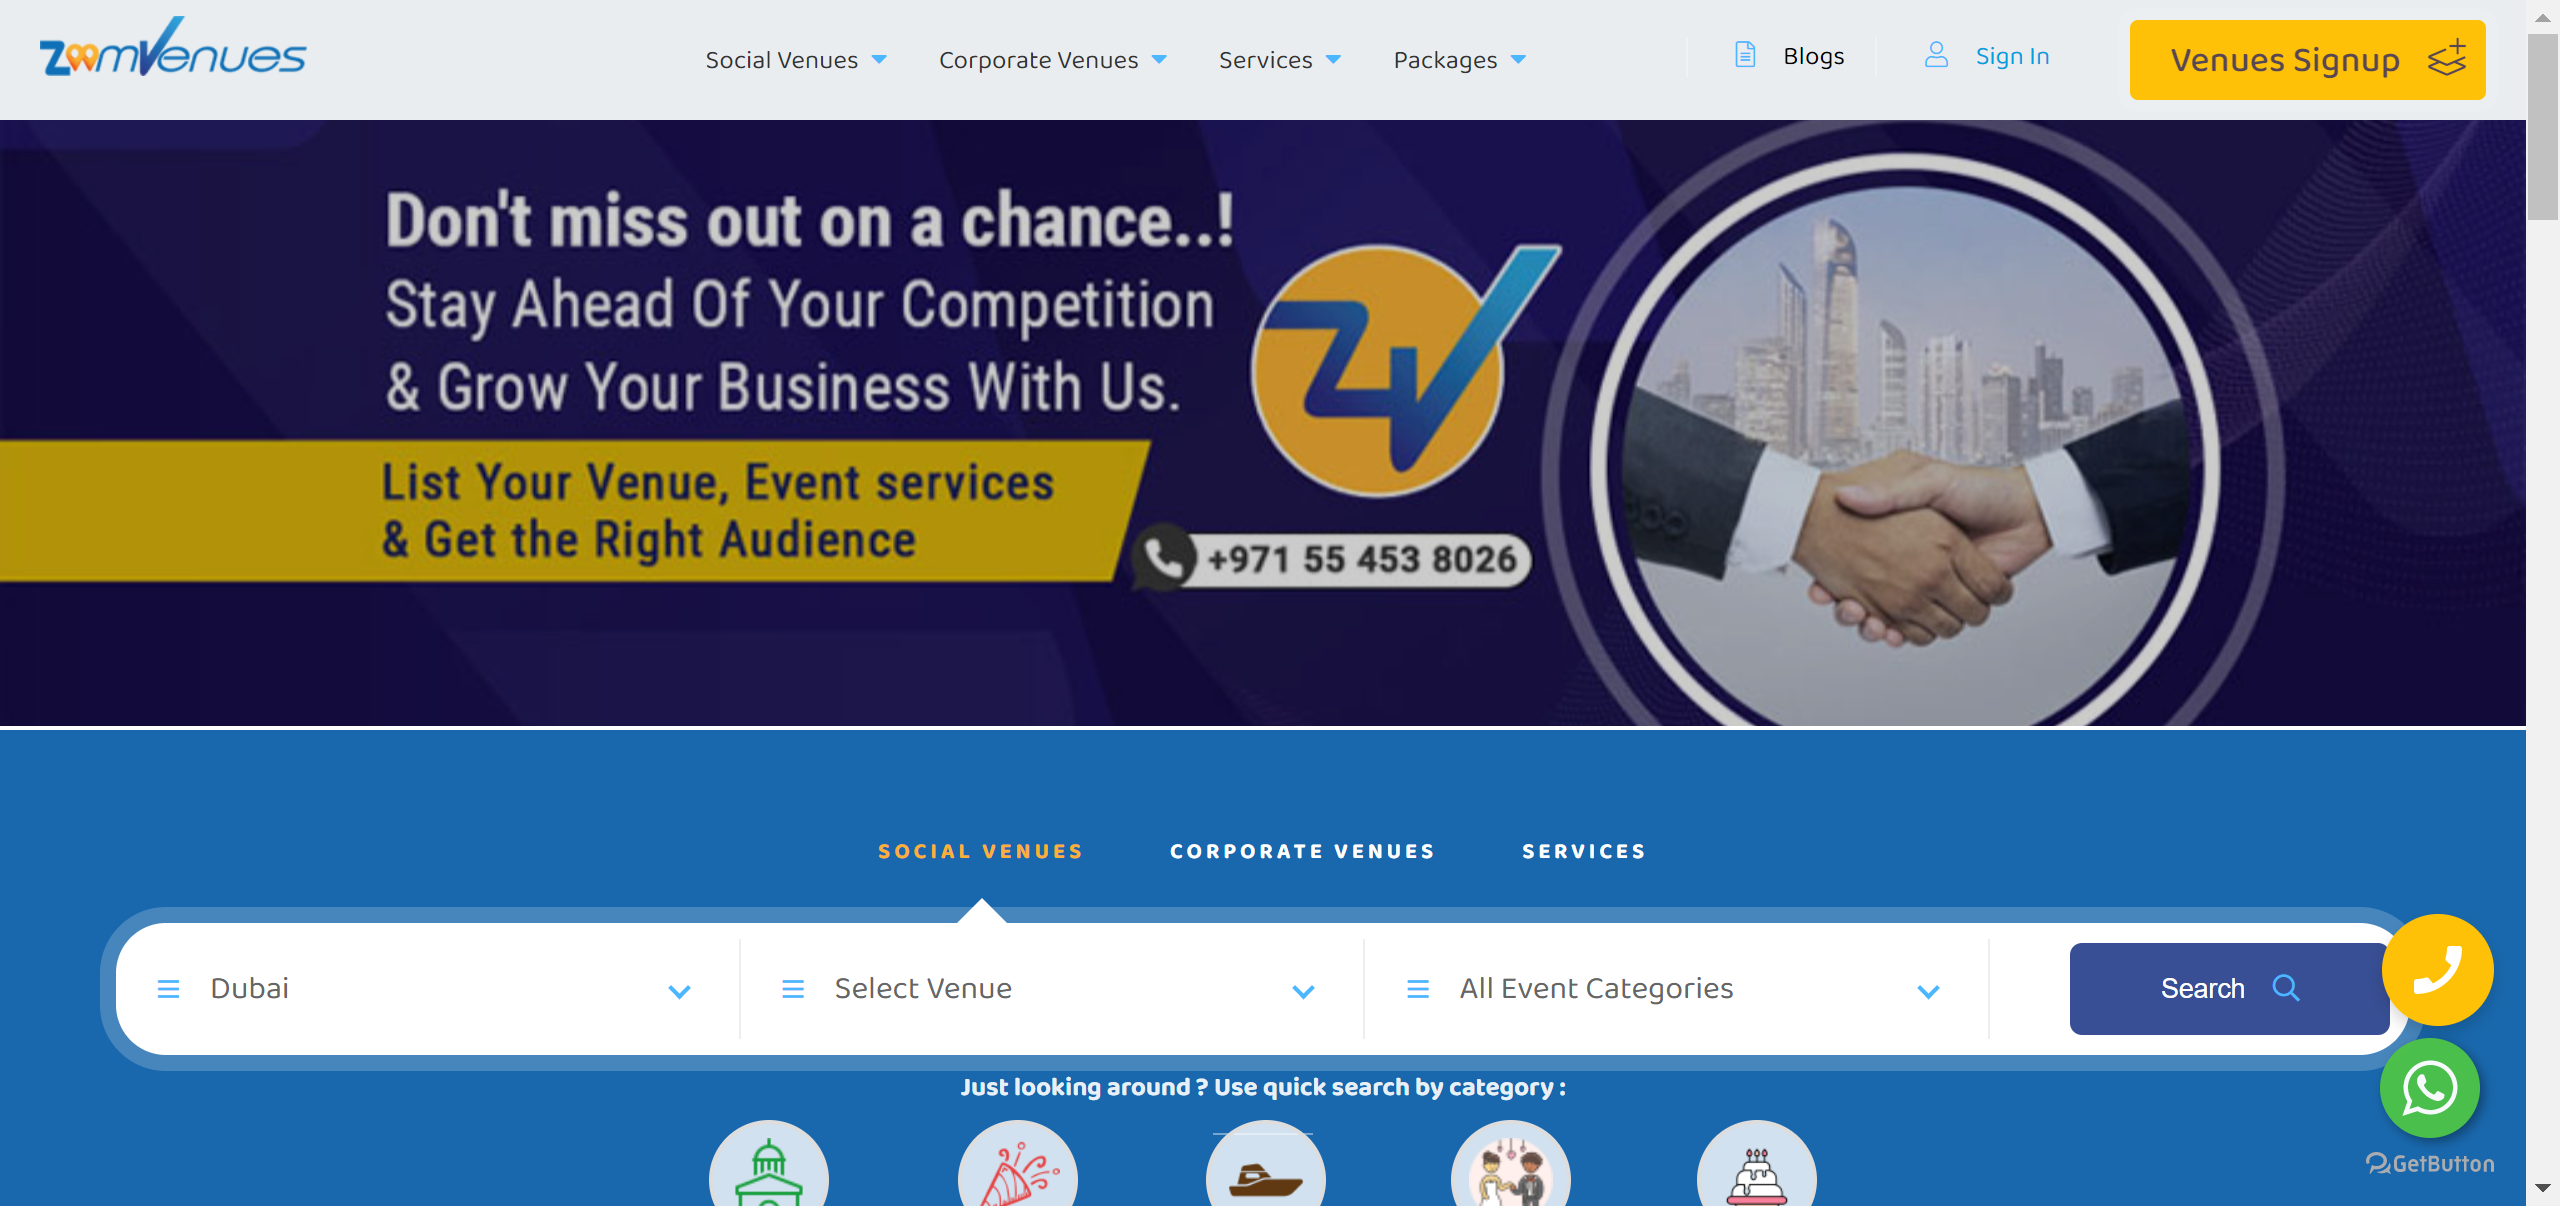 ZoomVenues
Social Venues
Corporate Venues
Services
Packages
Blogs
Sign In
Venues Signup
Don't miss out on a chance..!
Stay Ahead Of Your Competition
& Grow Your Business With Us.
List Your Venue, Event services
& Get the Right Audience
ZV
+971 55 453 8026
SOCIAL VENUES
CORPORATE VENUES
SERVICES
Dubai
Select Venue
All Event Categories
Search
Just looking around ? Use quick search by category :
GetButton